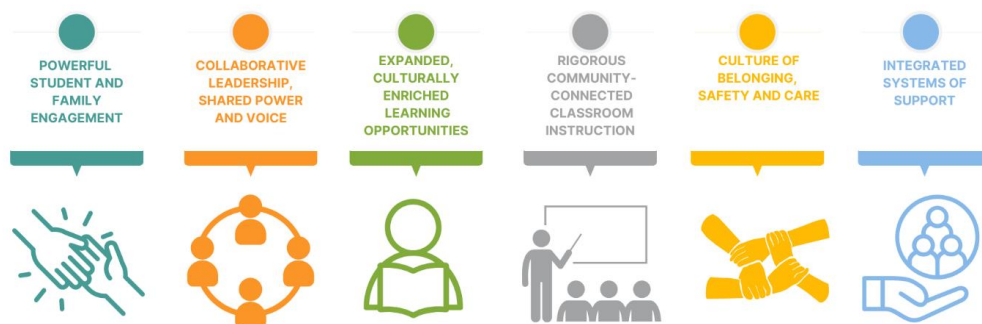 POWERFUL
STUDENT AND
FAMILY
ENGAGEMENT
COLLABORATIVE
LEADERSHIP,
SHARED POWER
AND VOICE
EXPANDED,
CULTURALLY
ENRICHED
LEARNING
OPPORTUNITIES
RIGOROUS
COMMUNITY-
CONNECTED
CLASSROOM
INSTRUCTION
CULTURE OF
BELONGING,
SAFETY AND CARE
INTEGRATED
SYSTEMS OF
SUPPORT